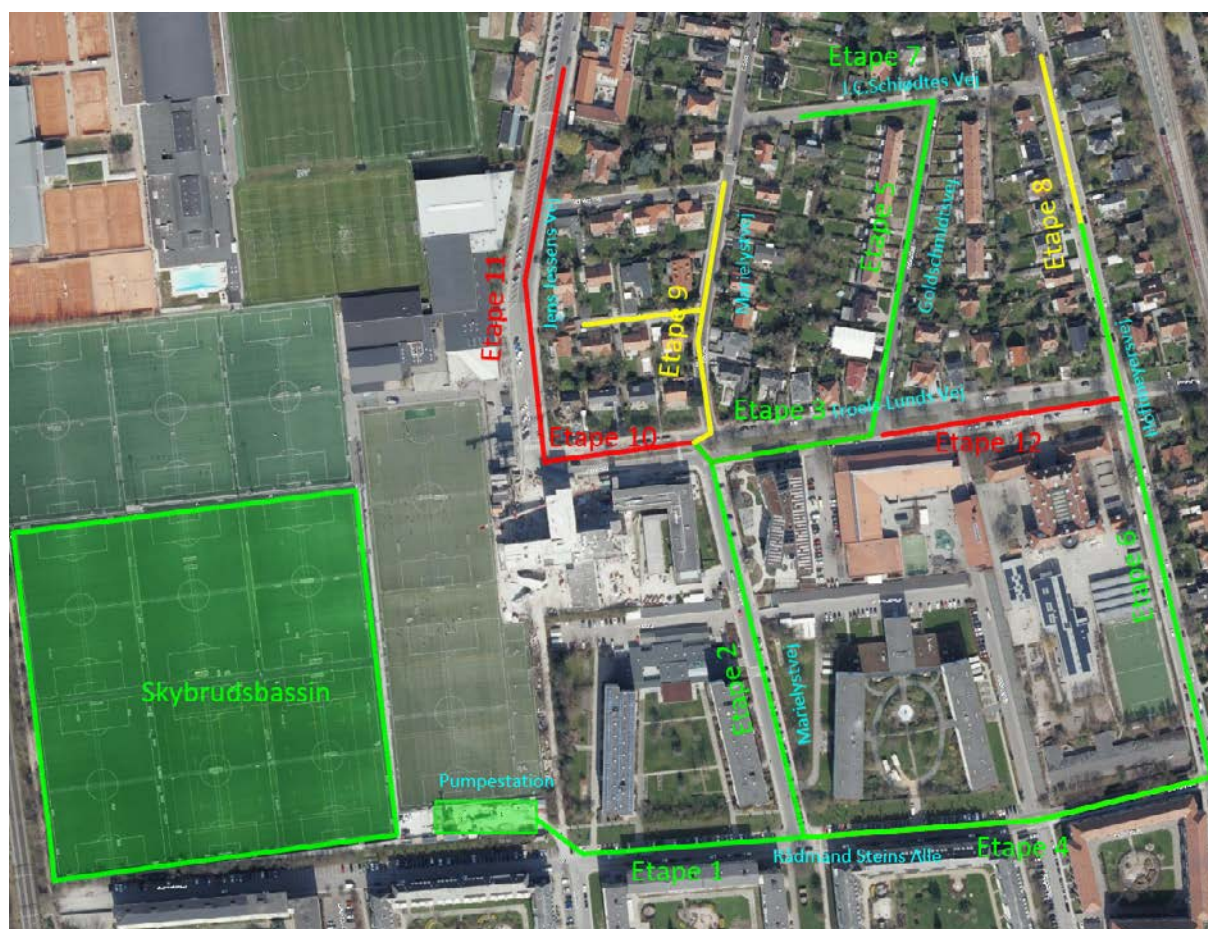 Etape 7
J.C.Schiødtes Vej
Etape 5
Etape 8
Jens Jessens Vej
Marielystvej
Goldschmidtsvej
Etape 11
Etape 9
Hoffmeyersvej
Etape 3
Troels-Lunds Vej
Etape 10
Etape 12
Etape 6
Etape 2
Marielystvej
Skybrudsbassin
Pumpestation
Etape 1
Rådmand Steins Alle
Etape 4